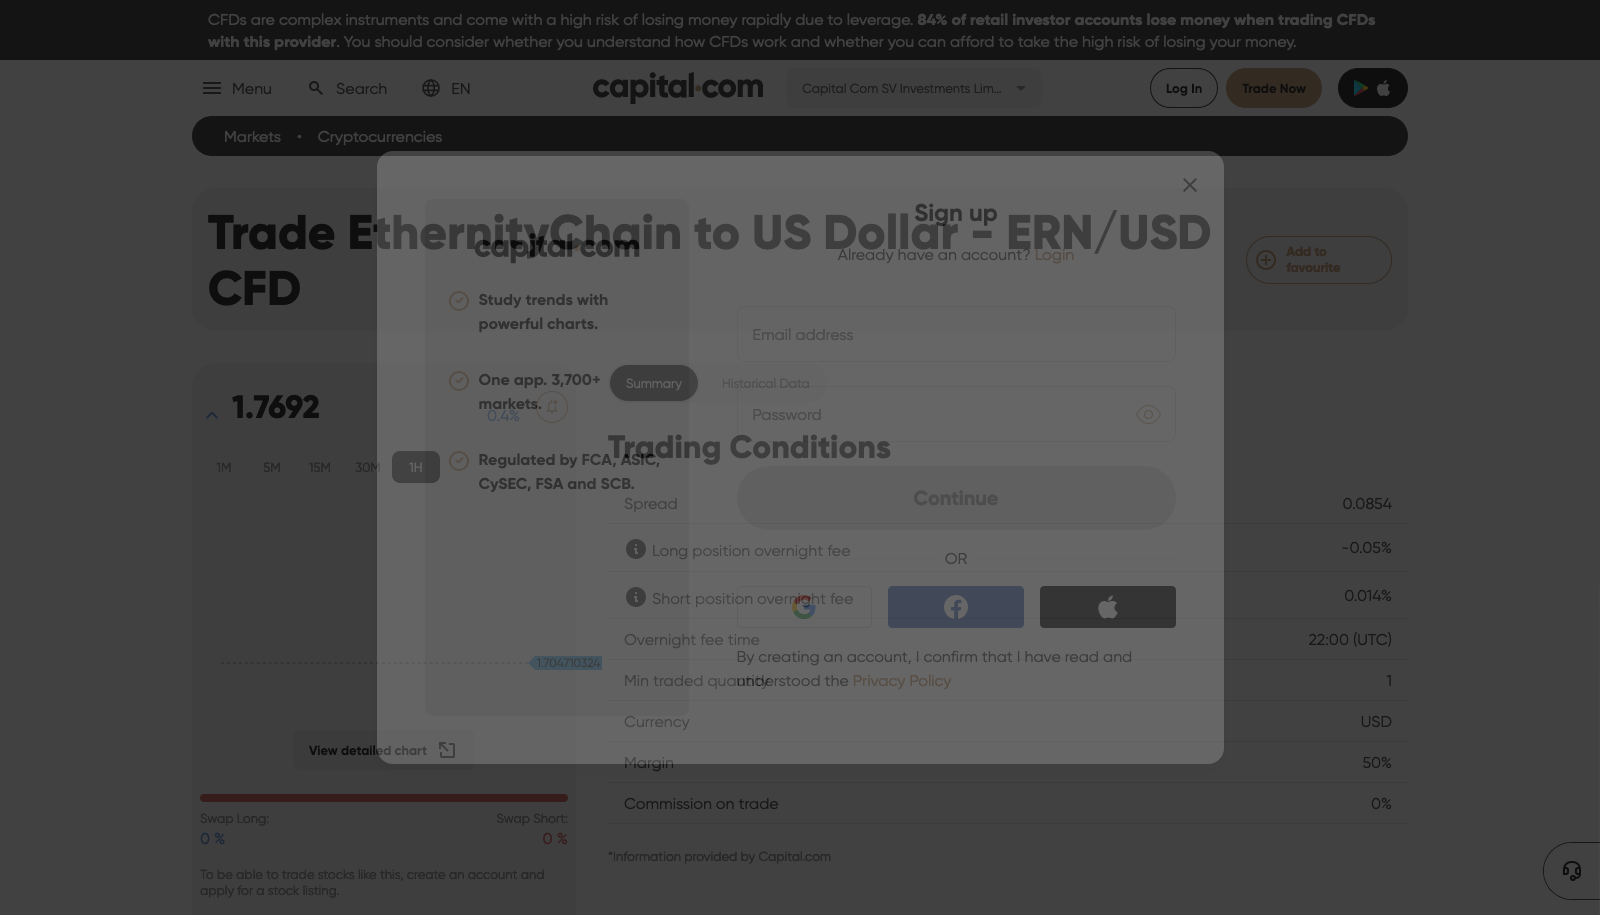 CFDs are complex instruments and come with a high risk of losing money rapidly due to leverage. 84% of retail investor accounts lose money when trading CFDs
with this provider. You should consider whether you understand how CFDs work and whether you can afford to take the high risk of losing your money.
Menu
Search
EN
capital.com
Capital Com SV Investments Lim...
Log In
Trade Now
Markets • Cryptocurrencies
Trade EthernityChain to US Dollar - ERN/USD
CFD
Add to
favourite
Sign up
Already have an account? Login
capital.com
Study trends with
powerful charts.
One app. 3,700+
markets.
Regulated by FCA, ASIC,
CySEC, FSA and SCB.
Email address
Password
Continue
OR
By creating an account, I confirm that I have read and
understood the Privacy Policy
1.7692
0.4%
1M
5M
15M
30M
1H
1.704710324
View detailed chart
Swap Long:
Swap Short:
0 %
0 %
To be able to trade stocks like this, create an account and
apply for a stock listing.
Summary
Historical Data
Trading Conditions
Spread 0.0854
Long position overnight fee -0.05%
Short position overnight fee 0.014%
Overnight fee time 22:00 (UTC)
Min traded quantity 1
Currency USD
Margin 50%
Commission on trade 0%
*Information provided by Capital.com